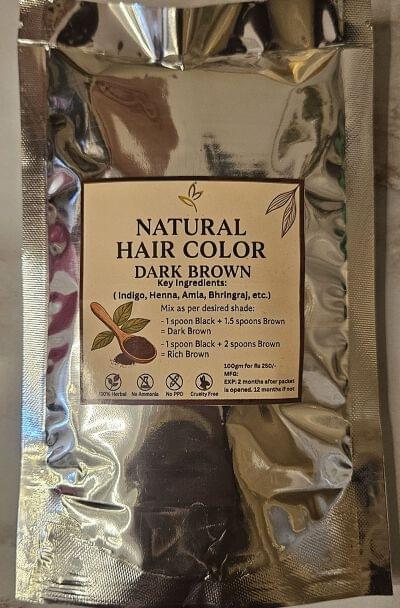 NATURAL
HAIR COLOR
DARK BROWN
Key Ingredients:
( Indigo, Henna, Amla, Bhringraj, etc.)
Mix as per desired shade:
- 1 spoon Black + 1.5 spoons Brown
= Dark Brown
- 1 spoon Black + 2 spoons Brown
= Rich Brown
100gm for Rs 250/-
MFG:
EXP: 2 months after packet
is opened, 12 months if not
100% Herbal No Ammonia No PPD Cruelty Free